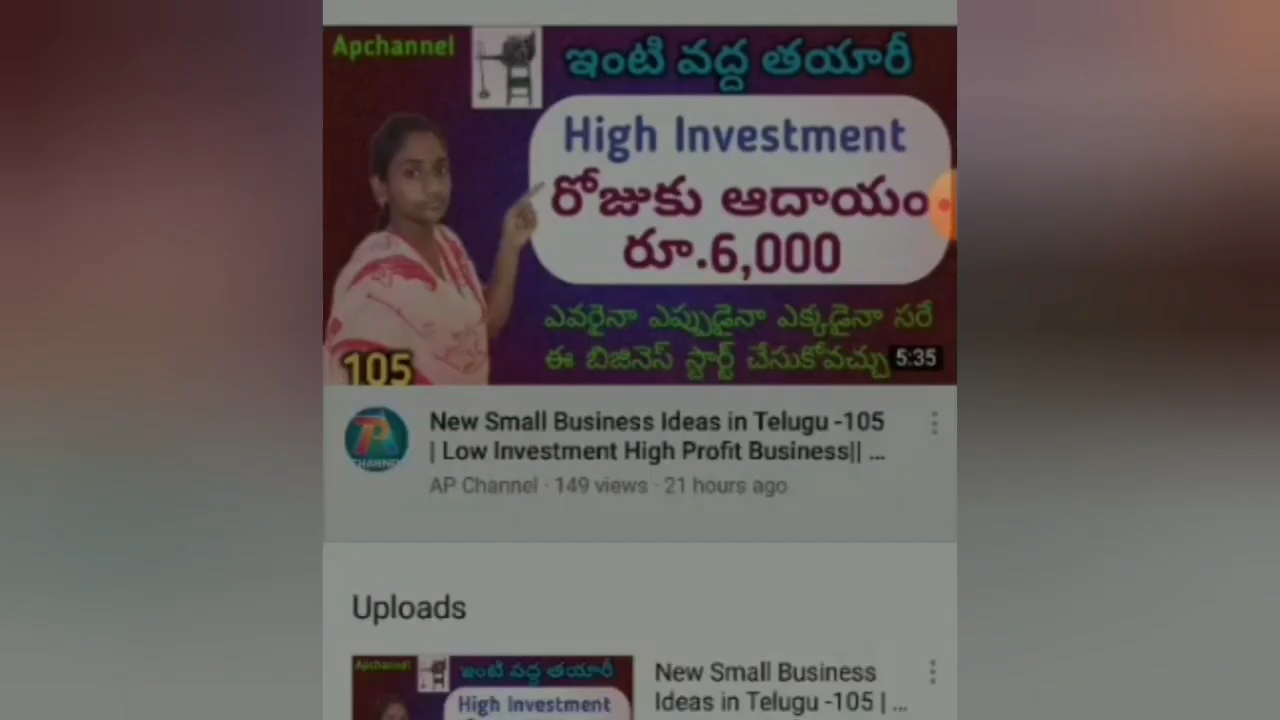 Apchannel
ఇంటి వద్ద తయారీ
High Investment
రోజుకు ఆదాయం
రూ.6,000
ఎవరైనా ఎప్పుడైనా ఎక్కడైనా సరే
ఈ బిజినెస్ స్టార్ట్ చేసుకోవచ్చు
5:35
105
CHANNEL
New Small Business Ideas in Telugu -105
| Low Investment High Profit Business|| ...
AP Channel · 149 views · 21 hours ago
Uploads
Apchannel
ఇంటి వద్ద తయారీ
High Investment
New Small Business
Ideas in Telugu -105 | ...